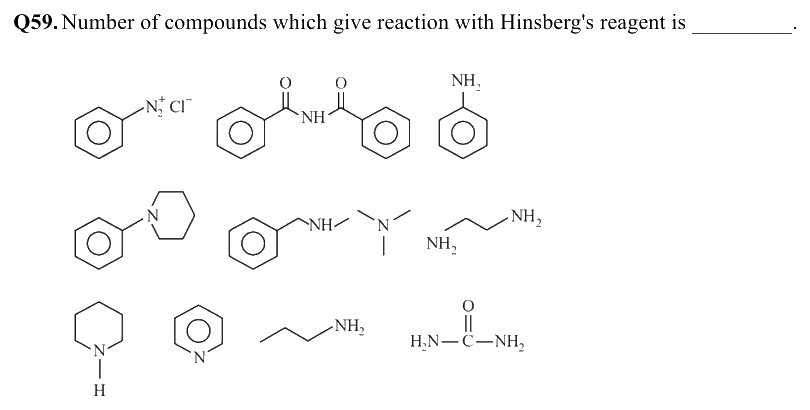 Q59. Number of compounds which give reaction with Hinsberg's reagent is __________.
N₂⁺ Cl⁻
O O
NH
NH₂
N
NH
N
NH₂
NH₂
N
H
N
NH₂
O
H₂N—C—NH₂